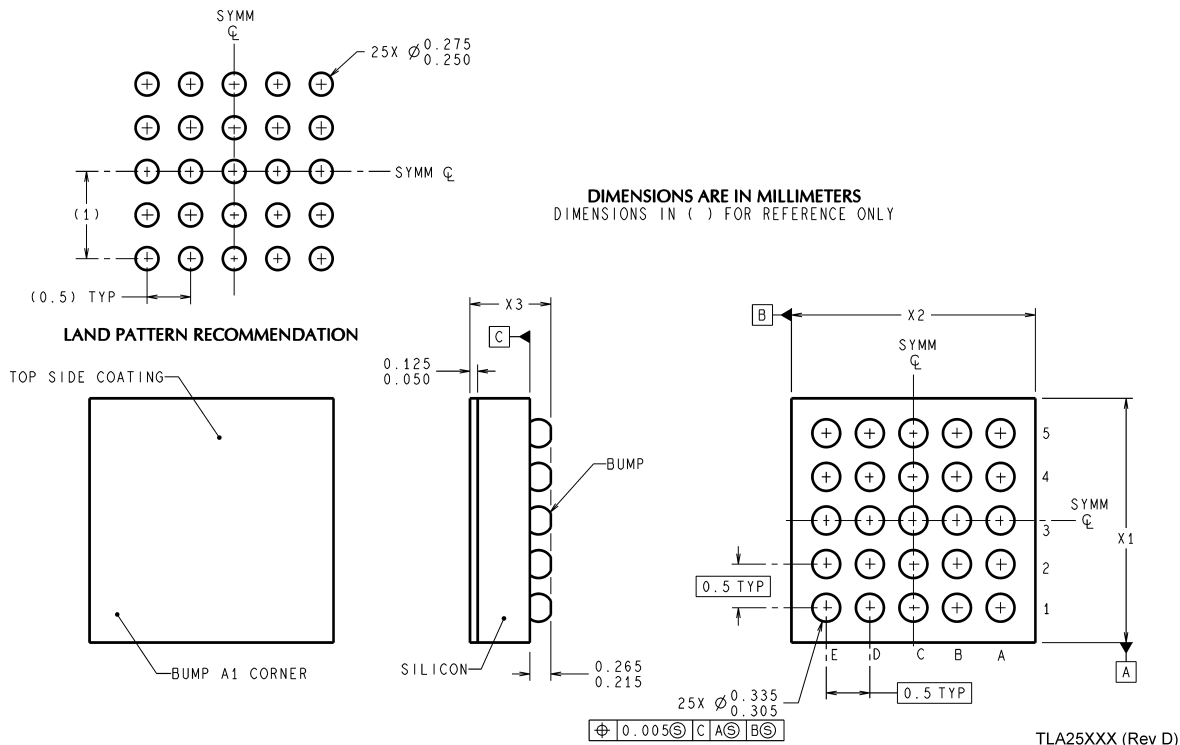 SYMM
℄
25X Ø 0.275
0.250
SYMM ℄
(1)
(0.5) TYP
LAND PATTERN RECOMMENDATION
DIMENSIONS ARE IN MILLIMETERS
DIMENSIONS IN ( ) FOR REFERENCE ONLY
TOP SIDE COATING
BUMP A1 CORNER
X3
C
0.125
0.050
BUMP
SILICON
0.265
0.215
B
X2
SYMM
℄
5
4
3
2
1
SYMM
℄
X1
0.5 TYP
E D C B A
A
25X Ø 0.335
0.305
0.5 TYP
⌖ 0.005Ⓢ C AⓈ BⓈ
TLA25XXX (Rev D)